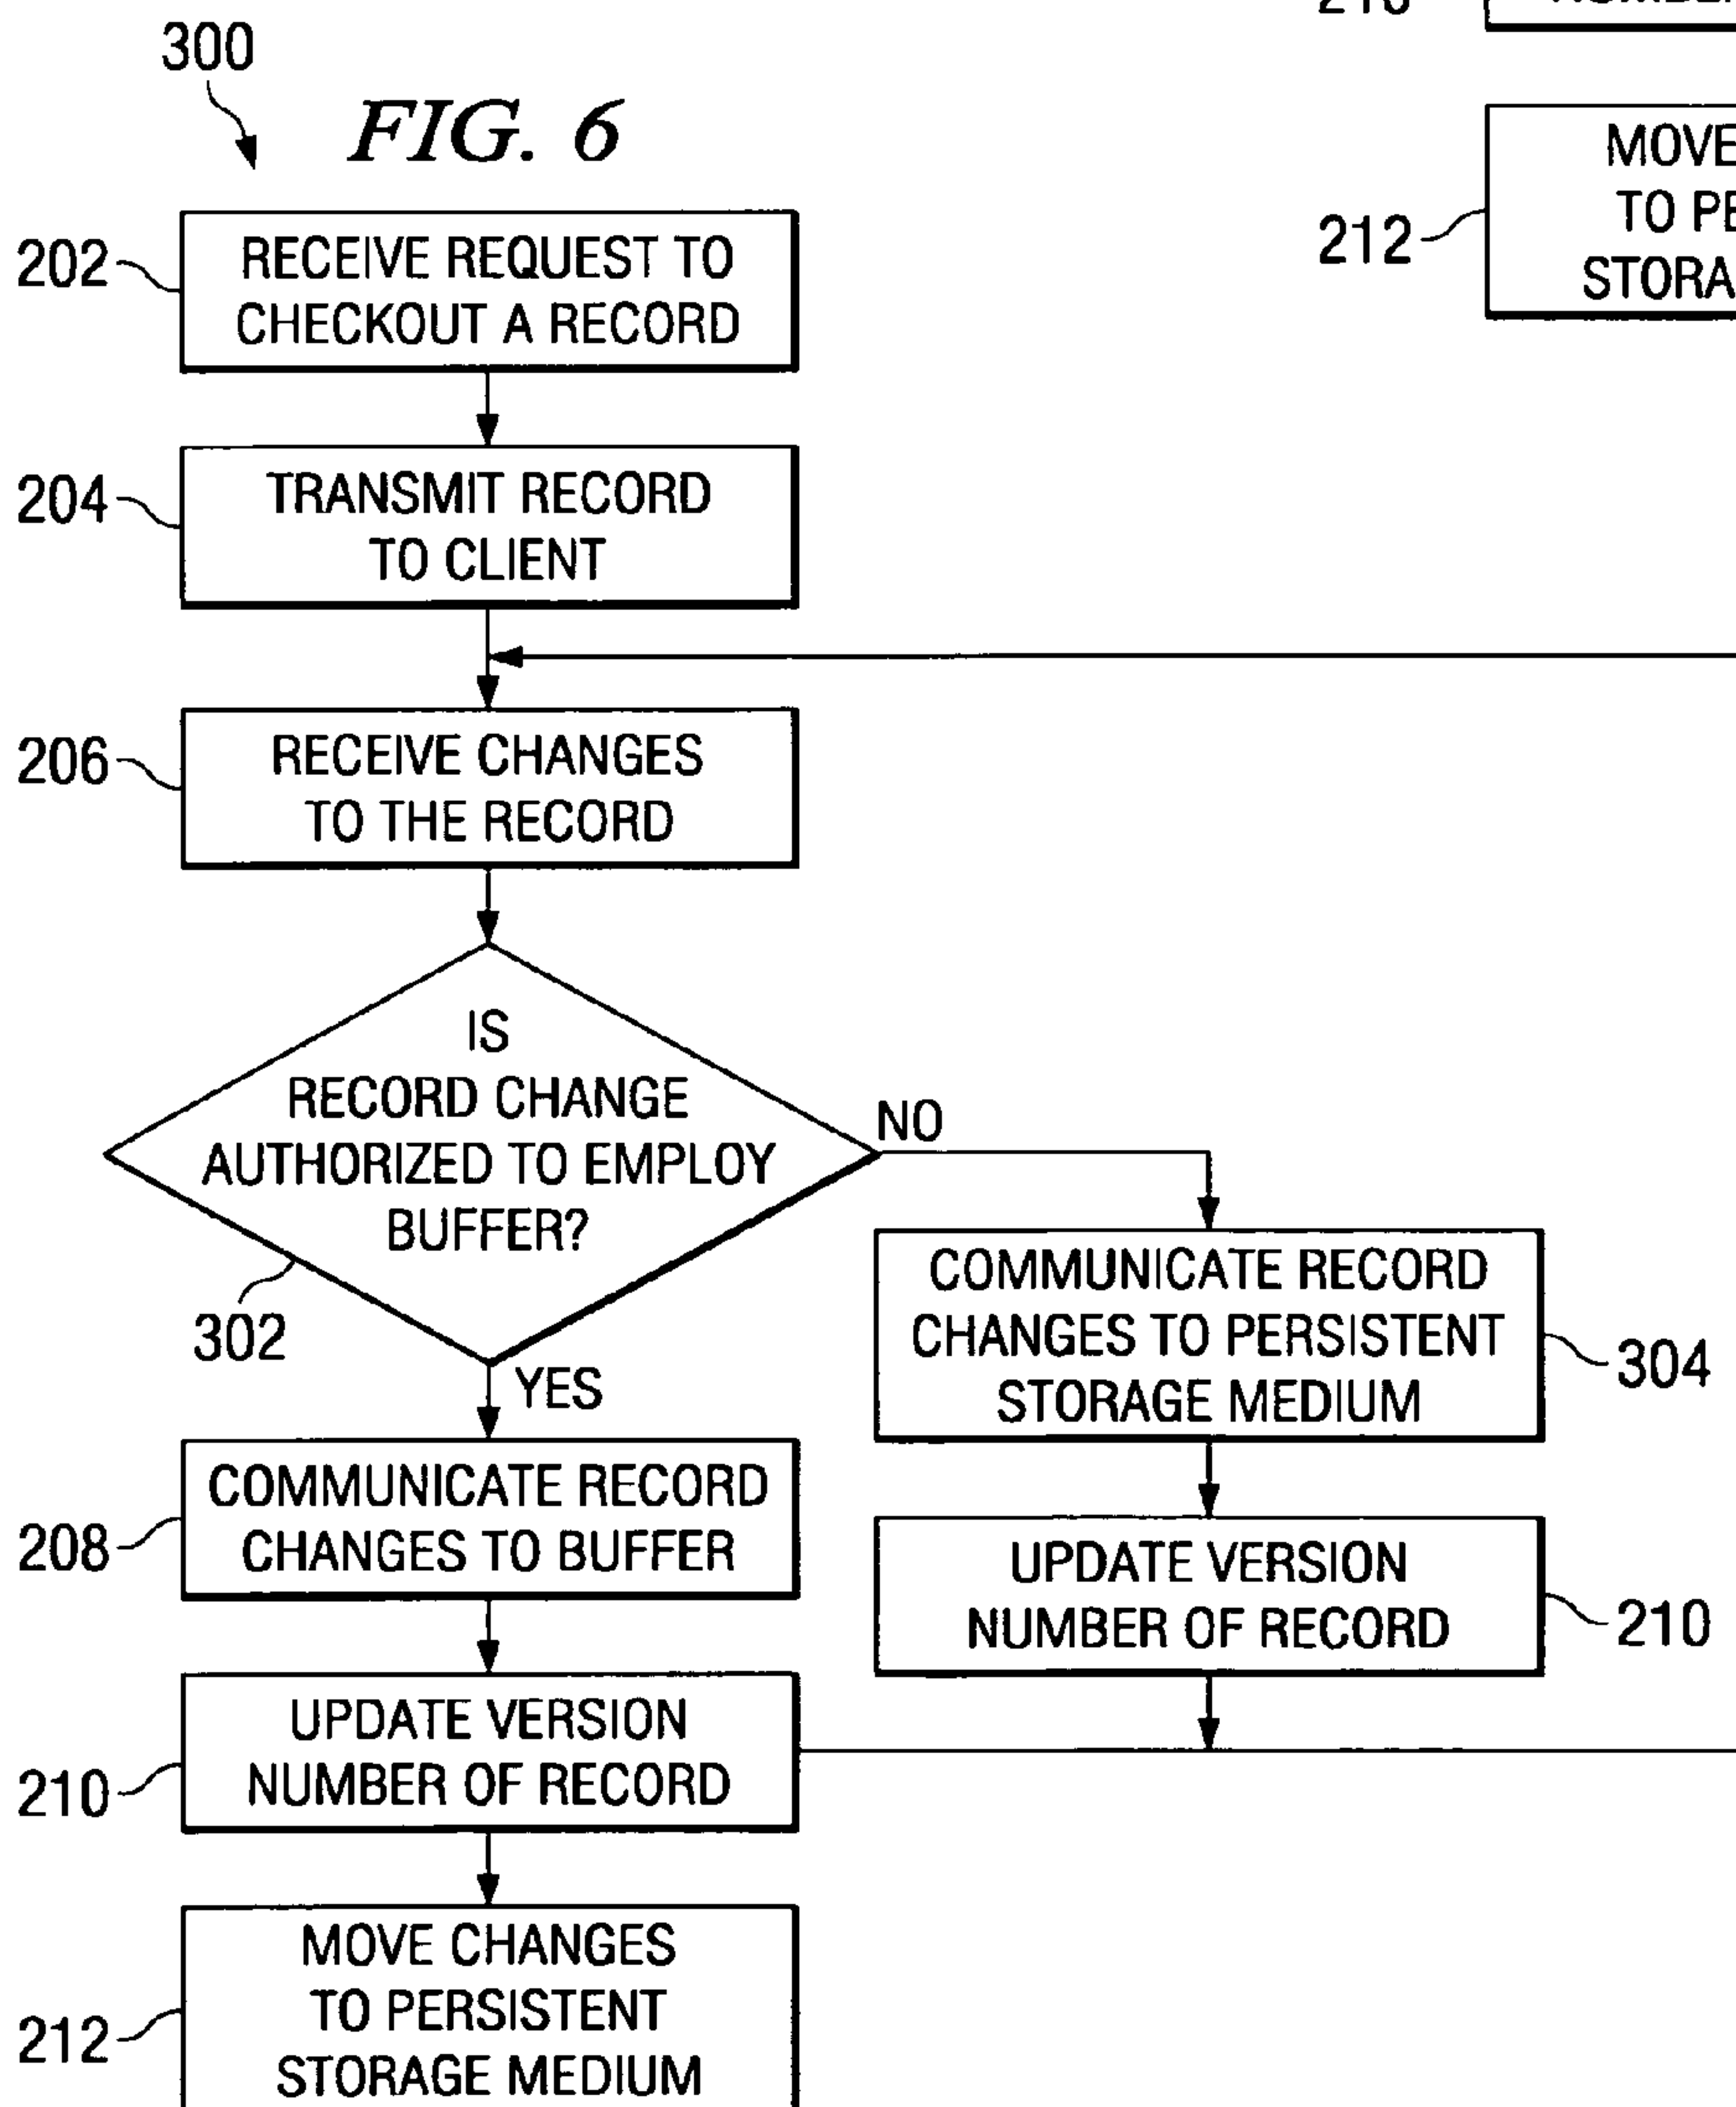 300
FIG. 6
202
RECEIVE REQUEST TO
CHECKOUT A RECORD
204
TRANSMIT RECORD
TO CLIENT
206
RECEIVE CHANGES
TO THE RECORD
IS
RECORD CHANGE
AUTHORIZED TO EMPLOY
BUFFER?
302
NO
YES
COMMUNICATE RECORD
CHANGES TO PERSISTENT
STORAGE MEDIUM
304
208
COMMUNICATE RECORD
CHANGES TO BUFFER
UPDATE VERSION
NUMBER OF RECORD
210
210
UPDATE VERSION
NUMBER OF RECORD
212
MOVE CHANGES
TO PERSISTENT
STORAGE MEDIUM
212
MOVE
TO